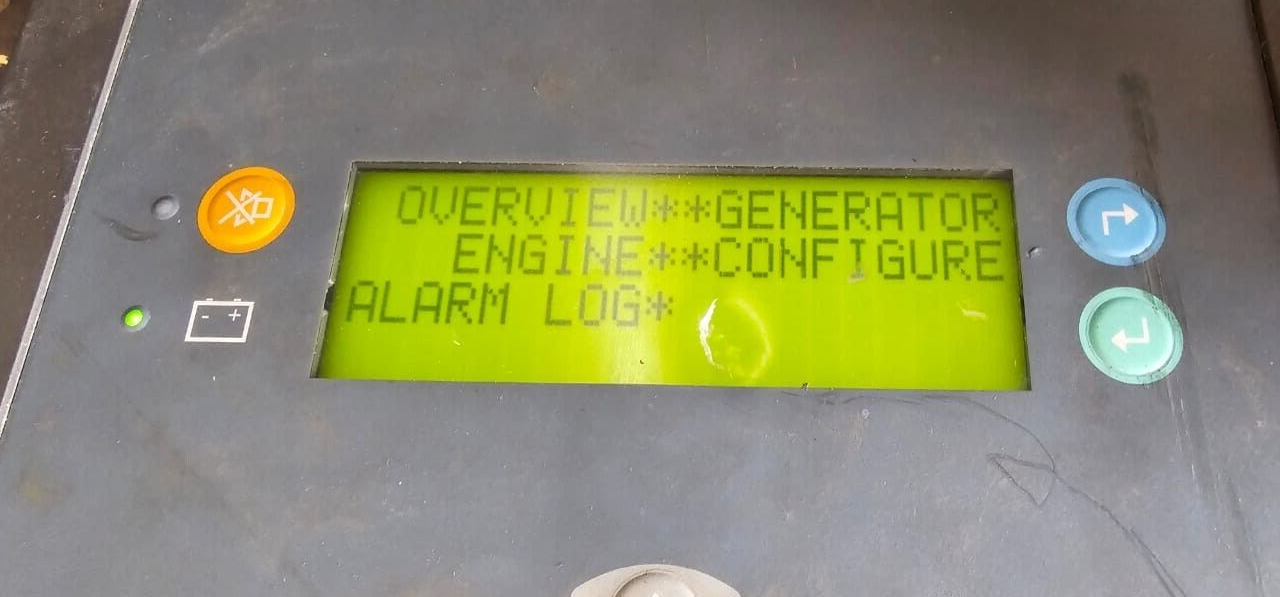 OVERVIEW**GENERATOR
ENGINE**CONFIGURE
ALARM LOG*
- +